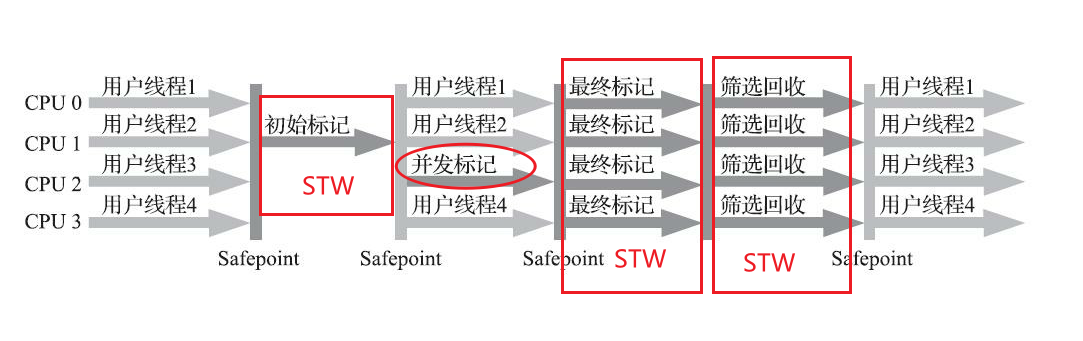 用户线程1 用户线程1 最终标记 筛选回收 用户线程1
CPU 0
用户线程2 初始标记 用户线程2 最终标记 筛选回收 用户线程2
CPU 1
用户线程3 并发标记 最终标记 筛选回收 用户线程3
CPU 2
STW
用户线程4 用户线程4 最终标记 筛选回收 用户线程4
CPU 3
Safepoint Safepoint Safepoint STW STW Safepoint